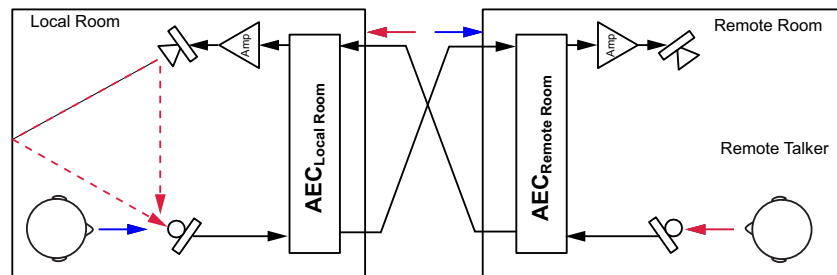 Local Room
Remote Room
Amp
Amp
AECLocal Room
AECRemote Room
Remote Talker